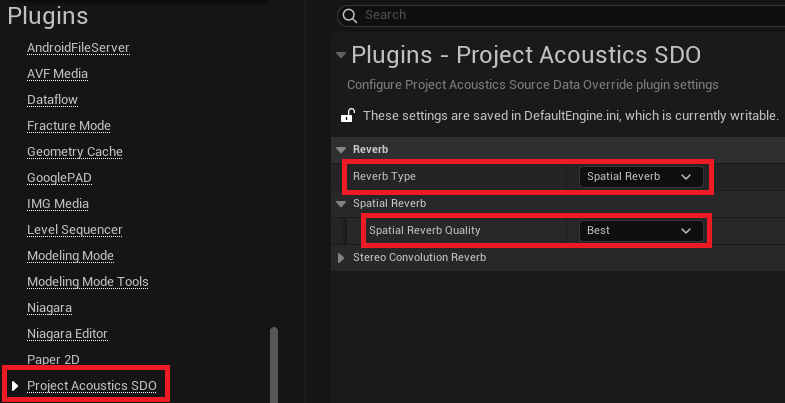 Plugins
AndroidFileServer
AVF Media
Dataflow
Fracture Mode
Geometry Cache
GooglePAD
IMG Media
Level Sequencer
Modeling Mode
Modeling Mode Tools
Niagara
Niagara Editor
Paper 2D
Project Acoustics SDO
Search
Plugins - Project Acoustics SDO
Configure Project Acoustics Source Data Override plugin settings
These settings are saved in DefaultEngine.ini, which is currently writable.
Reverb
Reverb Type Spatial Reverb
Spatial Reverb
Spatial Reverb Quality Best
Stereo Convolution Reverb